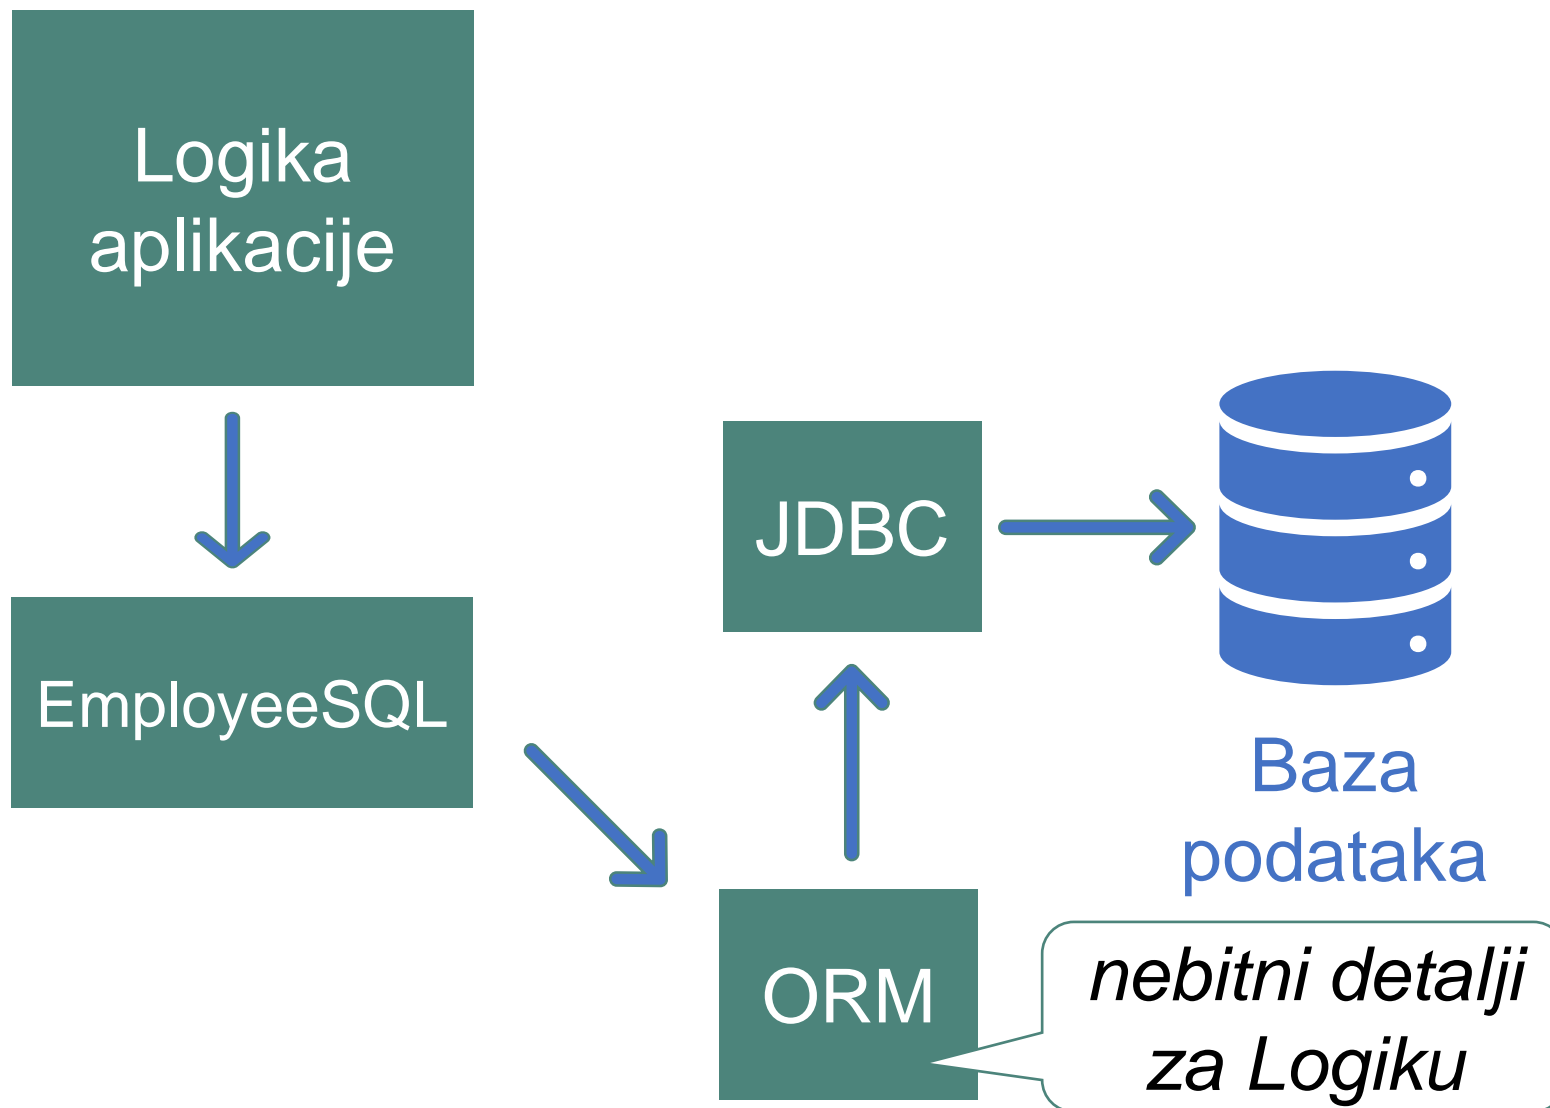 Logika
aplikacije
EmployeeSQL
JDBC
Baza
podataka
ORM
nebitni detalji
za Logiku